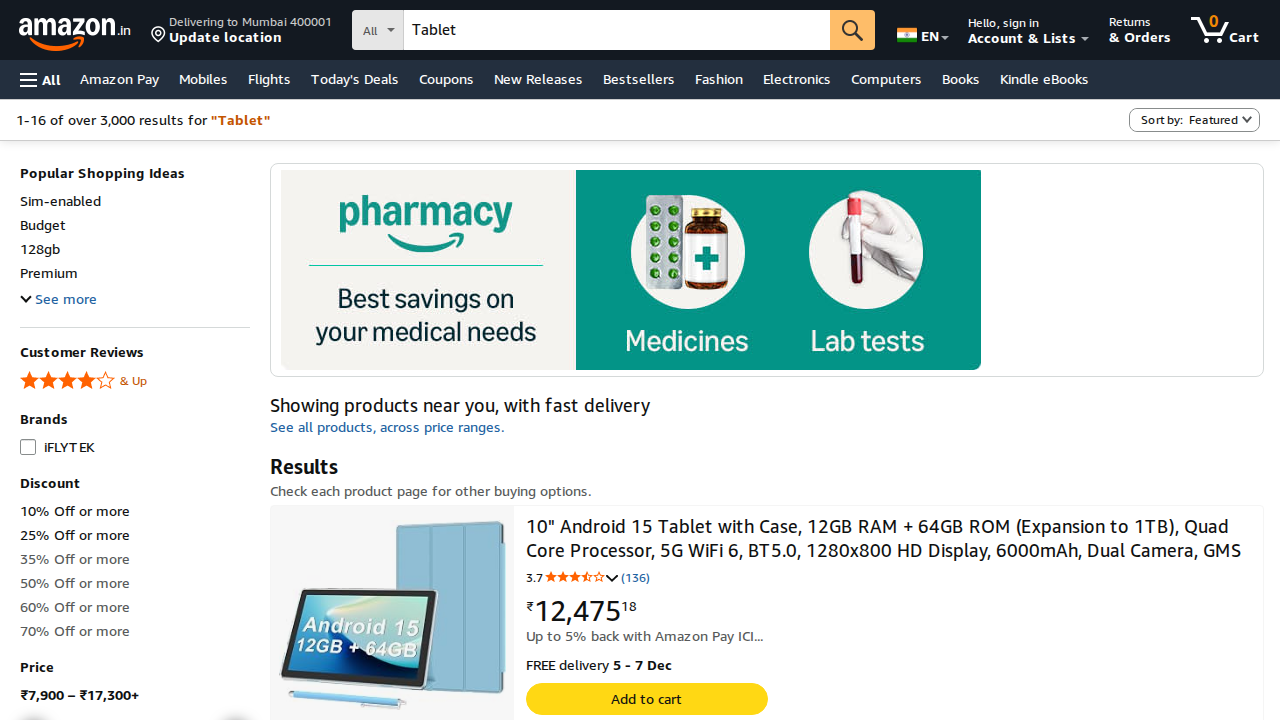 amazon.in
Delivering to Mumbai 400001
Update location
All
Tablet
EN
Hello, sign in
Account & Lists
Returns
& Orders
0
Cart
All
Amazon Pay
Mobiles
Flights
Today's Deals
Coupons
New Releases
Bestsellers
Fashion
Electronics
Computers
Books
Kindle eBooks
1-16 of over 3,000 results for "Tablet"
Sort by: Featured
Popular Shopping Ideas
Sim-enabled
Budget
128gb
Premium
See more
Customer Reviews
& Up
Brands
iFLYTEK
Discount
10% Off or more
25% Off or more
35% Off or more
50% Off or more
60% Off or more
70% Off or more
Price
₹7,900 – ₹17,300+
pharmacy
Best savings on
your medical needs
Medicines
Lab tests
Showing products near you, with fast delivery
See all products, across price ranges.
Results
Check each product page for other buying options.
Android 15
12GB + 64GB
10" Android 15 Tablet with Case, 12GB RAM + 64GB ROM (Expansion to 1TB), Quad
Core Processor, 5G WiFi 6, BT5.0, 1280x800 HD Display, 6000mAh, Dual Camera, GMS
3.7 (136)
₹12,47518
Up to 5% back with Amazon Pay ICI...
FREE delivery 5 - 7 Dec
Add to cart